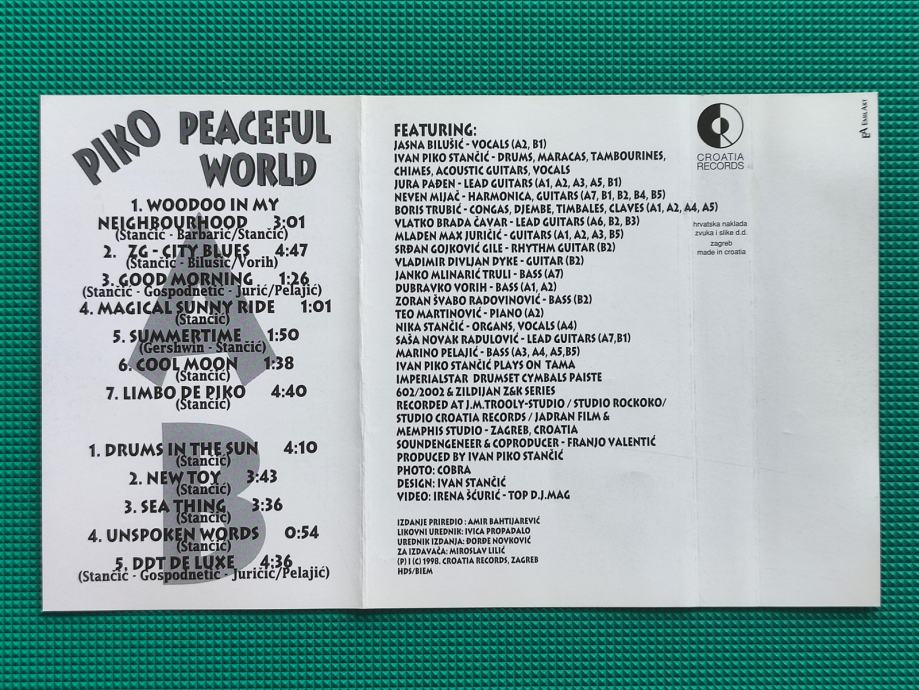 PIKO PEACEFUL
WORLD
1. WOODOO IN MY
NEIGHBOURHOOD 3:01
(Stančić - Barbarić/Stančić)
2. ZG - CITY BLUES 4:47
(Stančić - Bilušić/Vorih)
3. GOOD MORNING 1:26
(Stančić - Gospodnetić - Jurić/Pelajić)
4. MAGICAL SUNNY RIDE 1:01
(Stančić)
5. SUMMERTIME 1:50
(Gershwin - Stančić)
6. COOL MOON 1:38
(Stančić)
7. LIMBO DE PIKO 4:40
(Stančić)
A
1. DRUMS IN THE SUN 4:10
(Stančić)
2. NEW TOY 3:43
(Stančić)
3. SEA THING 3:36
(Stančić)
4. UNSPOKEN WORDS 0:54
(Stančić)
5. DDT DE LUXE 4:36
(Stančić - Gospodnetić - Juričić/Pelajić)
B
FEATURING:
JASNA BILUŠIĆ - VOCALS (A2, B1)
IVAN PIKO STANČIĆ - DRUMS, MARACAS, TAMBOURINES,
CHIMES, ACOUSTIC GUITARS, VOCALS
JURA PAĐEN - LEAD GUITARS (A1, A2, A3, A5, B1)
NEVEN MIJAČ - HARMONICA, GUITARS (A7, B1, B2, B4, B5)
BORIS TRUBIĆ - CONGAS, DJEMBE, TIMBALES, CLAVES (A1, A2, A4, A5)
VLATKO BRADA ČAVAR - LEAD GUITARS (A6, B2, B3)
MLADEN MAX JURIČIĆ - GUITARS (A1, A2, A3, B5)
SRĐAN GOJKOVIĆ GILE - RHYTHM GUITAR (B2)
VLADIMIR DIVLJAN DYKE - GUITAR (B2)
JANKO MLINARIĆ TRULI - BASS (A7)
DUBRAVKO VORIH - BASS (A1, A2)
ZORAN ŠVABO RADOVINOVIĆ - BASS (B2)
TEO MARTINOVIĆ - PIANO (A2)
NIKA STANČIĆ - ORGANS, VOCALS (A4)
SAŠA NOVAK RADULOVIĆ - LEAD GUITARS (A7,B1)
MARINO PELAJIĆ - BASS (A3, A4, A5,B5)
IVAN PIKO STANČIĆ PLAYS ON TAMA
IMPERIALSTAR DRUMSET CYMBALS PAISTE
602/2002 & ZILDIJAN Z&K SERIES
RECORDED AT J.M.TROOLY-STUDIO / STUDIO ROCKOKO/
STUDIO CROATIA RECORDS / JADRAN FILM &
MEMPHIS STUDIO - ZAGREB, CROATIA
SOUNDENGENEER & COPRODUCER - FRANJO VALENTIĆ
PRODUCED BY IVAN PIKO STANČIĆ
PHOTO: COBRA
DESIGN: IVAN STANČIĆ
VIDEO: IRENA ŠĆURIĆ - TOP D.J.MAG
IZDANJE PRIREDIO : AMIR BAHTIJAREVIĆ
LIKOVNI UREDNIK: IVICA PROPADALO
UREDNIK IZDANJA: ĐORĐE NOVKOVIĆ
ZA IZDAVAČA: MIROSLAV LILIĆ
(P) I (C) 1998. CROATIA RECORDS, ZAGREB
HDS/BIEM
CROATIA
RECORDS
hrvatska naklada
zvuka i slike d.d.
zagreb
made in croatia
EA EMIL ART